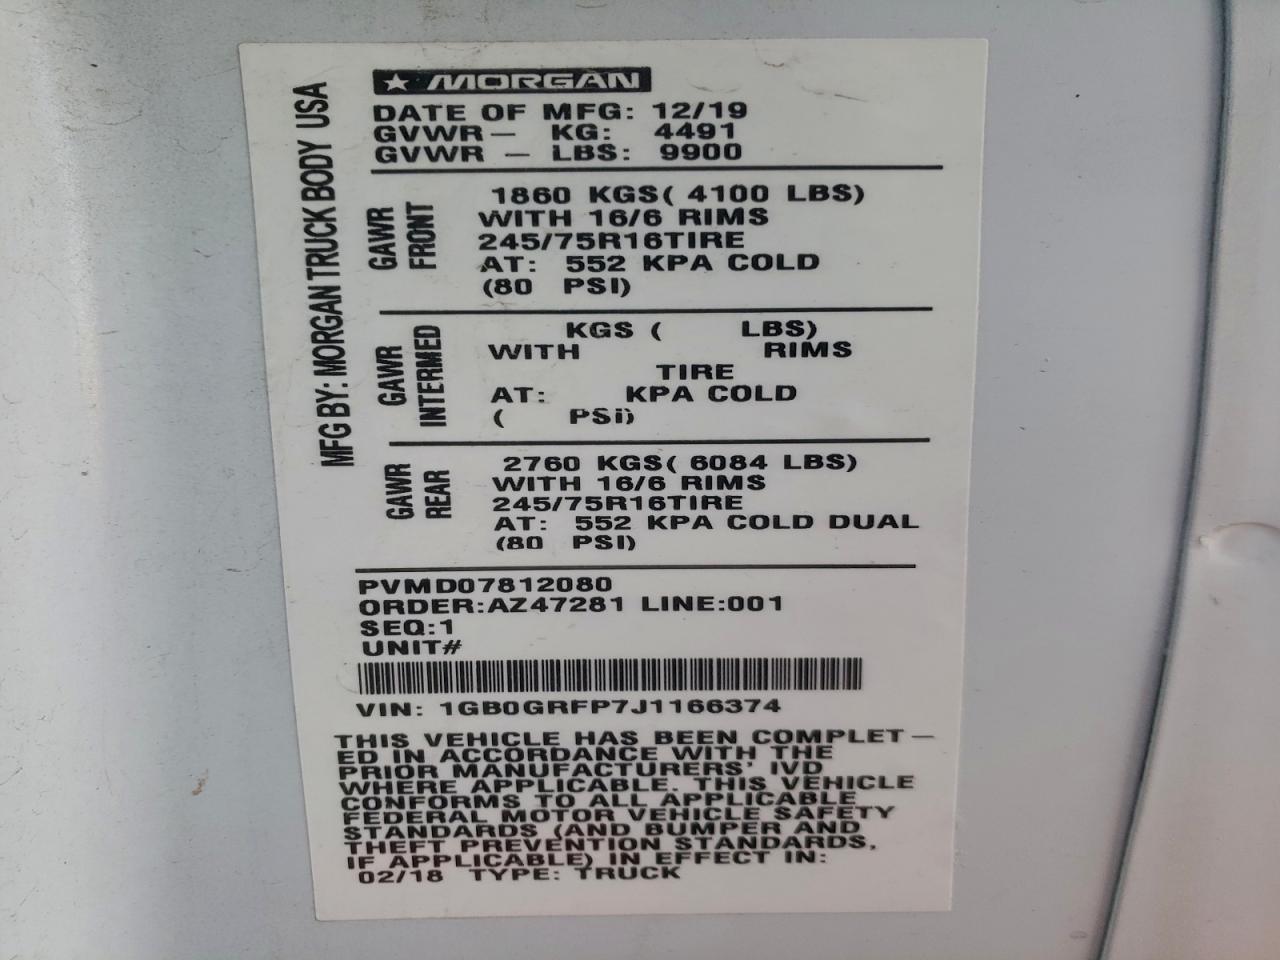 MFG BY: MORGAN TRUCK BODY USA
MORGAN
DATE OF MFG: 12/19
GVWR- KG: 4491
GVWR - LBS: 9900
GAWR FRONT
1860 KGS( 4100 LBS)
WITH 16/6 RIMS
245/75R16TIRE
AT: 552 KPA COLD
(80 PSI)
GAWR INTERMED
KGS ( LBS)
WITH RIMS
TIRE
AT: KPA COLD
( PSi)
GAWR REAR
2760 KGS( 6084 LBS)
WITH 16/6 RIMS
245/75R16TIRE
AT: 552 KPA COLD DUAL
(80 PSI)
PVMD07812080
ORDER:AZ47281 LINE:001
SEQ:1
UNIT#
VIN: 1GB0GRFP7J1166374
THIS VEHICLE HAS BEEN COMPLET-
ED IN ACCORDANCE WITH THE
PRIOR MANUFACTURERS' IVD
WHERE APPLICABLE. THIS VEHICLE
CONFORMS TO ALL APPLICABLE
FEDERAL MOTOR VEHICLE SAFETY
STANDARDS (AND BUMPER AND
THEFT PREVENTION STANDARDS,
IF APPLICABLE) IN EFFECT IN:
02/18 TYPE: TRUCK